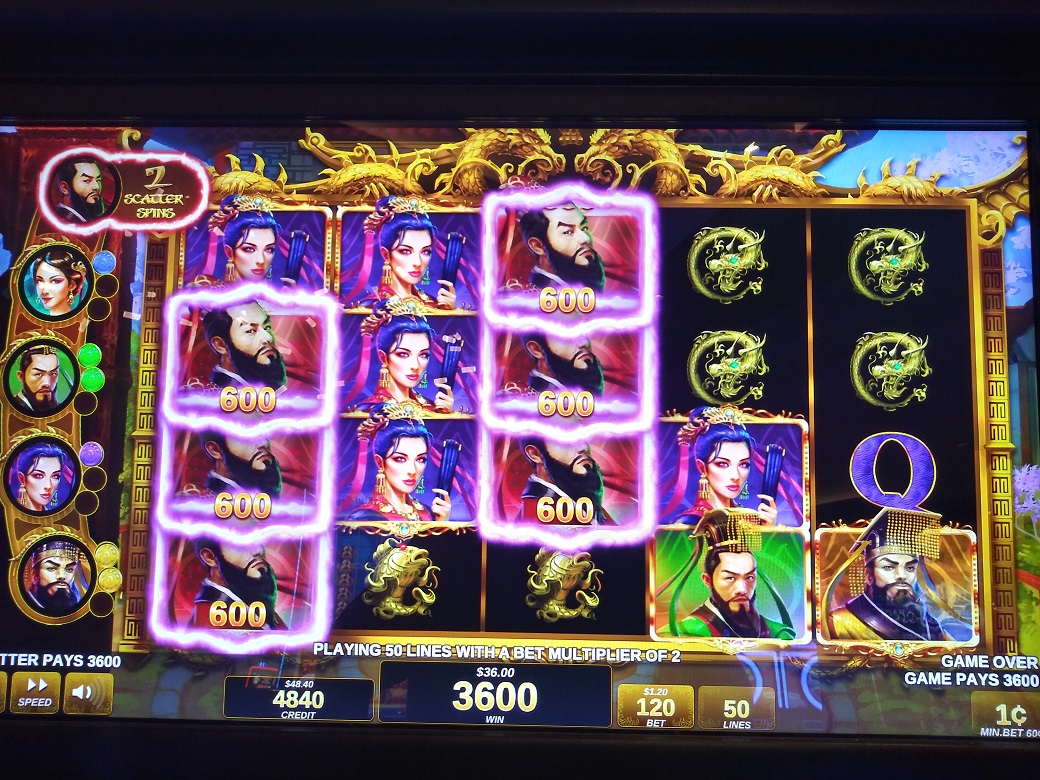 2
SCATTER
SPINS
600
600
600
600
600
600
Q
TTER PAYS 3600
PLAYING 50 LINES WITH A BET MULTIPLIER OF 2
GAME OVER
GAME PAYS 3600
SPEED
$48.40
4840
CREDIT
$36.00
3600
WIN
$1.20
120
BET
50
LINES
1¢
MIN.BET 60¢